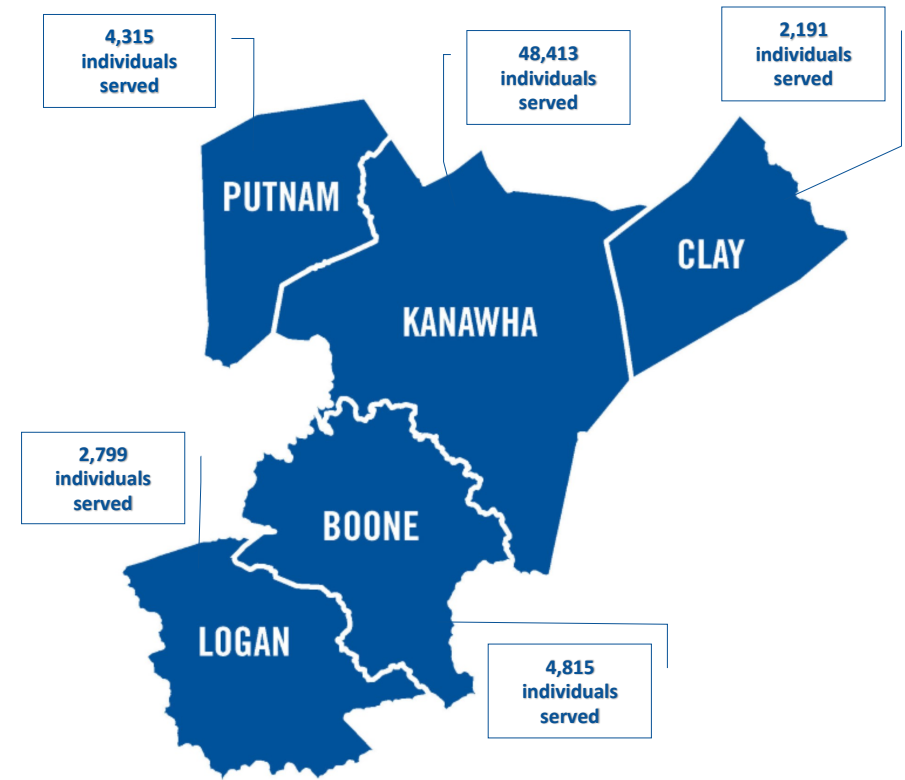 4,315
individuals
served
48,413
individuals
served
2,191
individuals
served
PUTNAM
CLAY
KANAWHA
2,799
individuals
served
BOONE
LOGAN
4,815
individuals
served